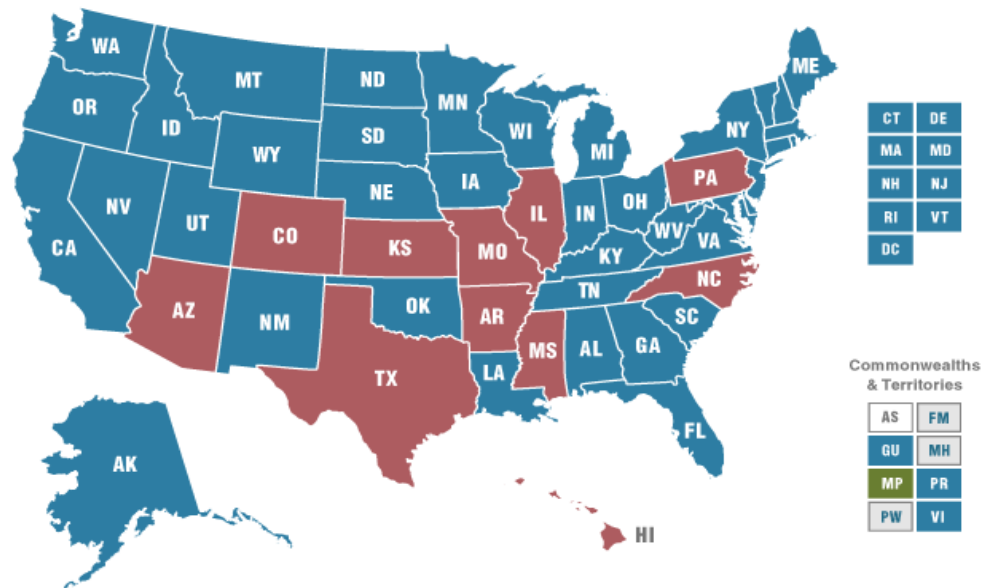 WA
MT
ND
MN
ME
OR
ID
SD
WI
MI
NY
WY
IA
NE
PA
NV
UT
CO
KS
MO
IL
IN
OH
WV
VA
KY
CA
AZ
NM
OK
AR
TN
NC
SC
TX
LA
MS
AL
GA
FL
AK
HI
CT DE
MA MD
NH NJ
RI VT
DC
Commonwealths
& Territories
AS FM
GU MH
MP PR
PW VI